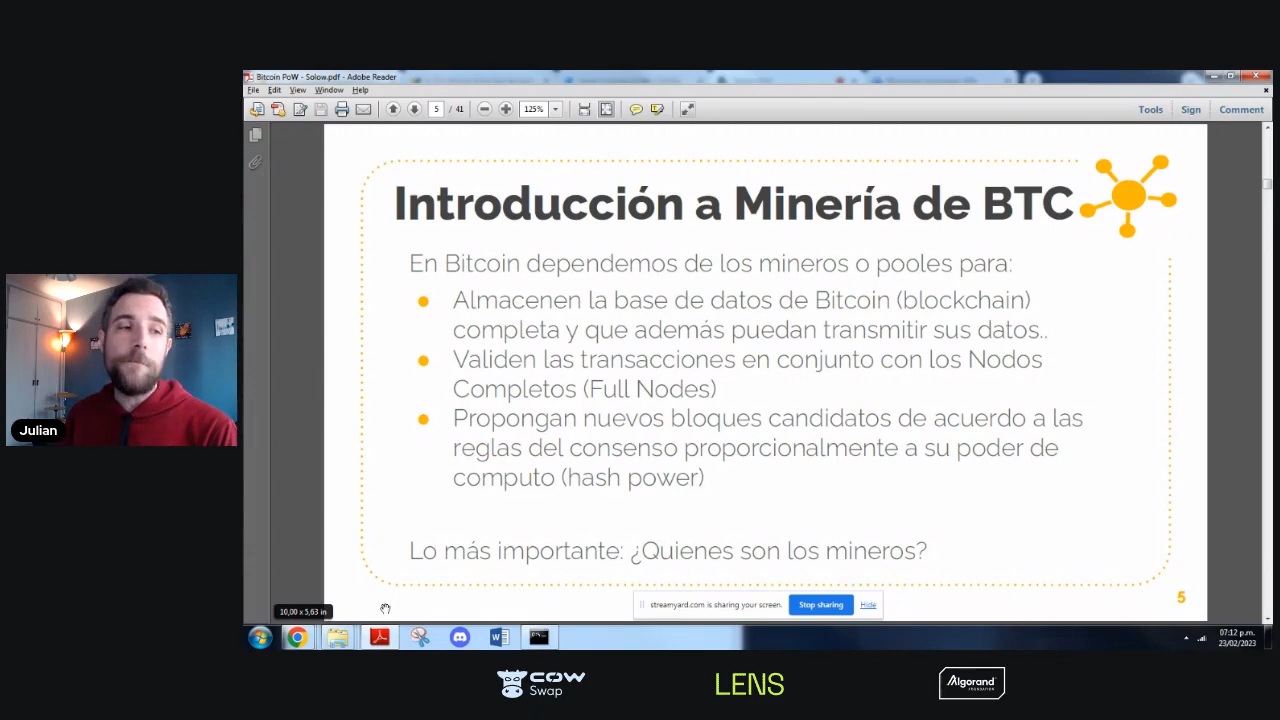 Bitcoin PoW - Solow.pdf - Adobe Reader
File Edit View Window Help
5 / 41 125% Tools Sign Comment
Introducción a Minería de BTC
En Bitcoin dependemos de los mineros o pooles para:
Almacenen la base de datos de Bitcoin (blockchain)
completa y que además puedan transmitir sus datos..
Validen las transacciones en conjunto con los Nodos
Completos (Full Nodes)
Propongan nuevos bloques candidatos de acuerdo a las
reglas del consenso proporcionalmente a su poder de
computo (hash power)
Lo más importante: ¿Quienes son los mineros?
5
Julian
10,00 x 5,63 in
streamyard.com is sharing your screen. Stop sharing Hide
07:12 p.m.
23/02/2023
COW
Swap
LENS
Algorand
FOUNDATION